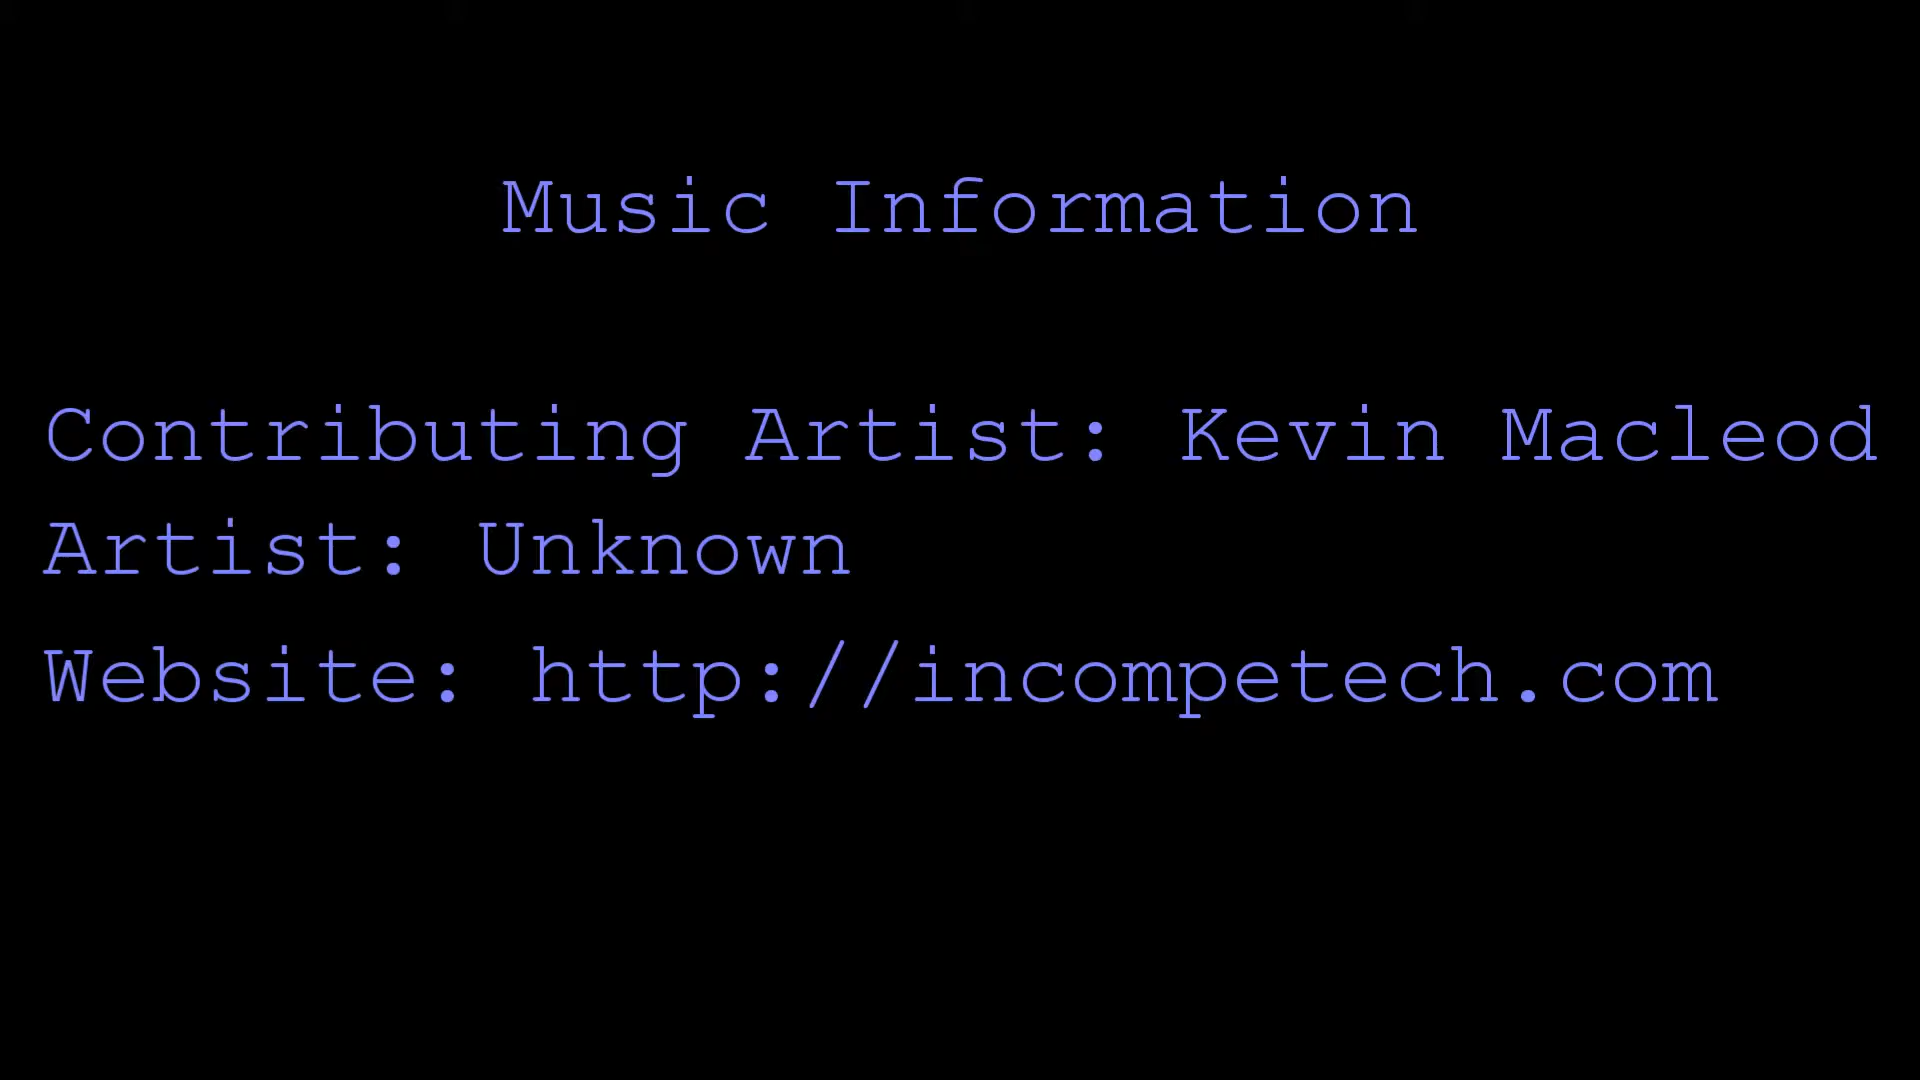 Music Information
Contributing Artist: Kevin Macleod
Artist: Unknown
Website: http://incompetech.com